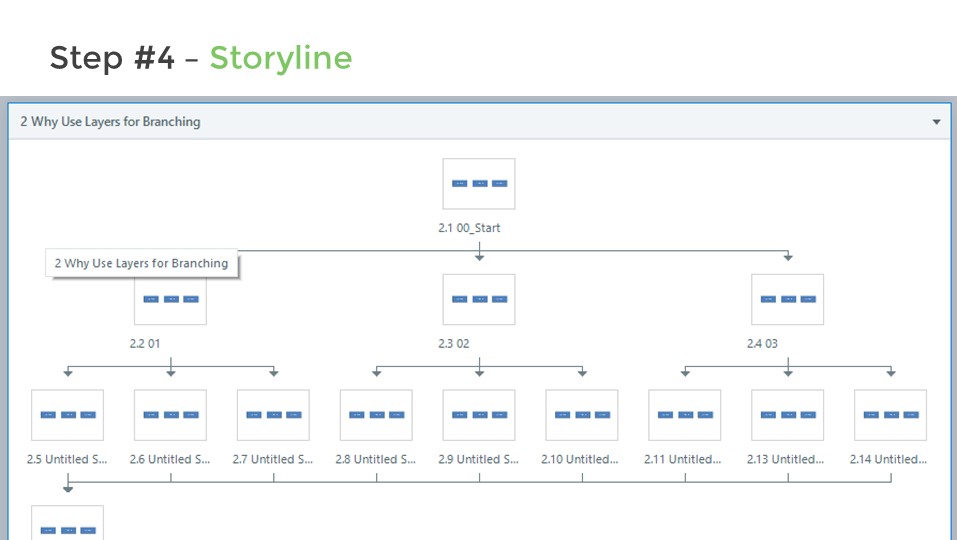 Step #4 – Storyline
2 Why Use Layers for Branching
2.1 00_Start
2 Why Use Layers for Branching
2.2 01
2.3 02
2.4 03
2.5 Untitled S...
2.6 Untitled S...
2.7 Untitled S...
2.8 Untitled S...
2.9 Untitled S...
2.10 Untitled...
2.11 Untitled...
2.13 Untitled...
2.14 Untitled...